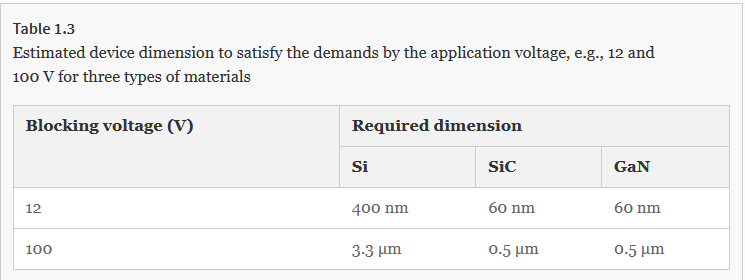 Table 1.3
Estimated device dimension to satisfy the demands by the application voltage, e.g., 12 and
100 V for three types of materials
Blocking voltage (V) Required dimension
Si SiC GaN
12 400 nm 60 nm 60 nm
100 3.3 μm 0.5 μm 0.5 μm